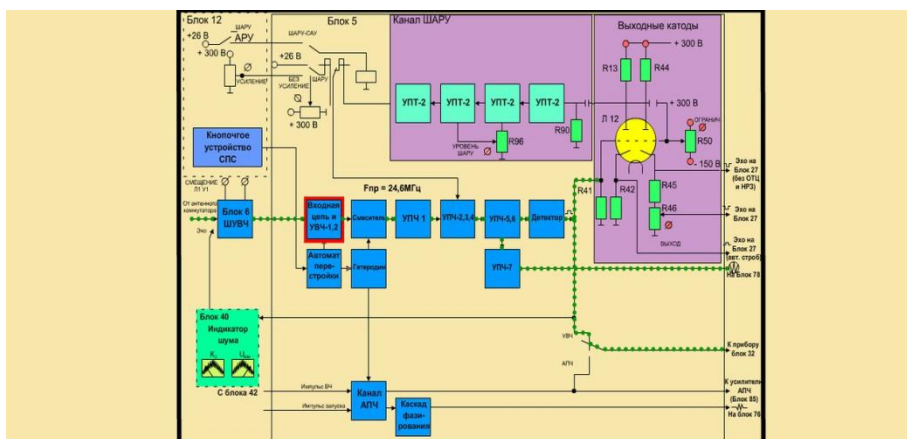 Блок 12
Блок 5
Канал ШАРУ
Выходные катоды
ШАРУ
АРУ
+26 В
+ 300 В
УСИЛЕНИЕ
ШАРУ-САУ
+26 В
БЕЗ
ШАРУ
УСИЛЕНИЕ
+ 300 В
УПТ-2
УПТ-2
УПТ-2
УПТ-2
УРОВЕНЬ
ШАРУ
R96
R90
+ 300 В
R13
R44
Л 12
+ 300 В
ОГРАНИЧ
R50
- 150 В
R41
R42
R45
R46
ВЫХОД
Эхо на
Блок 27
(без ОТЦ
и НРЗ)
Эхо на
Блок 27
Эхо на
Блок 27
(авт. строб)
На Блок 78
Кнопочгое
устройство
СПС
СМЕЩЕНИЕ
Л1 V1
От антенного
коммутатора
Эхо
Блок 6
ШУВЧ
Fпр = 24,6МГц
Входная
цепь и
УВЧ-1,2
Смеситель
УПЧ 1
УПЧ-2,3,4
УПЧ-5,6
Детектор
Автомат
пере-
стройки
Гетеродин
УПЧ-7
Блок 40
Индикатор
шума
С блока 42
УВЧ
АПЧ
К прибору
блок 32
Импульс ВЧ
Импульс запуска
Канал
АПЧ
Каскад
фази-
рования
К усилителю
АПЧ
(Блок 85)
На блок 76